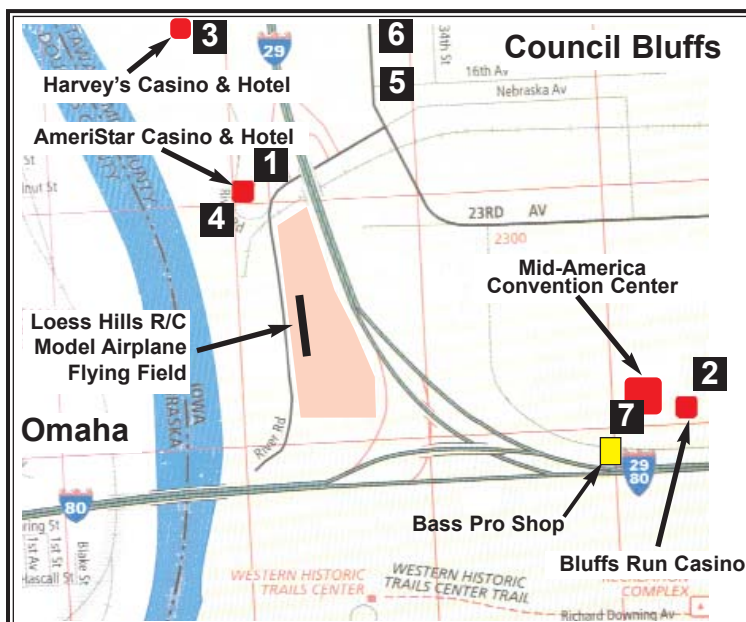 3
6
34th St
Council Bluffs
29
Harvey's Casino & Hotel
5
16th Av
Nebraska Av
AmeriStar Casino & Hotel
1
4
23RD AV
2300
Mid-America
Convention Center
Loess Hills R/C
Model Airplane
Flying Field
2
7
IOWA
Omaha
River Rd
29
80
80
Bass Pro Shop
Bluffs Run Casino
1st Av
1st St
Blake St
WESTERN HISTORIC
TRAILS CENTER
WESTERN HISTORIC
TRAILS CENTER TRAIL
COMPLEX
Richard Downing Av